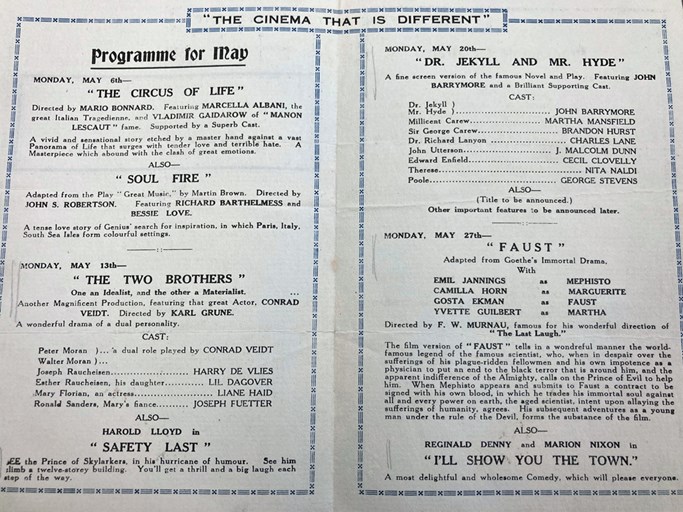 "THE CINEMA THAT IS DIFFERENT"
Programme for May
MONDAY, MAY 6th—
"THE CIRCUS OF LIFE"
Directed by MARIO BONNARD. Featuring MARCELLA ALBANI, the
great Italian Tragedienne, and VLADIMIR GAIDAROW of "MANON
LESCAUT" fame. Supported by a Superb Cast.
A vivid and sensational story etched by a master hand against a vast
Panorama of Life that surges with tender love and terrible hate. A
Masterpiece which abound with the clash of great emotions.
ALSO—
"SOUL FIRE"
Adapted from the Play "Great Music," by Martin Brown. Directed by
JOHN S. ROBERTSON. Featuring RICHARD BARTHELMESS and
BESSIE LOVE.
A tense love story of Genius' search for inspiration, in which Paris, Italy,
South Sea Isles form colourful settings.
MONDAY, MAY 13th—
"THE TWO BROTHERS"
One an Idealist, and the other a Materialist. ...
Another Magnificent Production, featuring that great Actor, CONRAD
VEIDT. Directed by KARL GRUNE.
A wonderful drama of a dual personality.
CAST:
Peter Moran )... 's dual role played by CONRAD VEIDT
Walter Moran )...
Joseph Raucheisen................ HARRY DE VLIES
Esther Raucheisen, his daughter........... LIL DAGOVER
Mary Florian, an actress............... LIANE HAID
Ronald Sanders, Mary's fiance.......... JOSEPH FUETTER
ALSO—
HAROLD LLOYD in
"SAFETY LAST"
SEE the Prince of Skylarkers, in his hurricane of humour. See him
climb a twelve-storey building. You'll get a thrill and a big laugh each
step of the way.
MONDAY, MAY 20th—
"DR. JEKYLL AND MR. HYDE"
A fine screen version of the famous Novel and Play. Featuring JOHN
BARRYMORE and a Brilliant Supporting Cast.
CAST:
Dr. Jekyll )
Mr. Hyde )........................ JOHN BARRYMORE
Millicent Carew................... MARTHA MANSFIELD
Sir George Carew.................. BRANDON HURST
Dr. Richard Lanyon ................... CHARLES LANE
John Utterson.................... J. MALCOLM DUNN
Edward Enfield................... CECIL CLOVELLY
Therese............................ NITA NALDI
Poole........................... GEORGE STEVENS
ALSO—
(Title to be announced.)
Other important features to be announced later.
MONDAY, MAY 27th—
"FAUST"
Adapted from Goethe's Immortal Drama.
With
EMIL JANNINGS as MEPHISTO
CAMILLA HORN as MARGUERITE
GOSTA EKMAN as FAUST
YVETTE GUILBERT as MARTHA
Directed by F. W. MURNAU, famous for his wonderful direction of
"The Last Laugh."
The film version of "FAUST" tells in a wonderful manner the world-
famous legend of the famous scientist, who, when in despair over the
sufferings of his plague-ridden fellowmen and his own impotence as a
physician to put an end to the black terror that is around him, and the
apparent indifference of the Almighty, calls on the Prince of Evil to help
him. When Mephisto appears and submits to Faust a contract to be
signed with his own blood, in which he trades his immortal soul against
all and every power on earth, the aged scientist, intent upon allaying the
sufferings of humanity, agrees. His subsequent adventures as a young
man under the rule of the Devil, forms the substance of the film.
ALSO—
REGINALD DENNY and MARION NIXON in
"I'LL SHOW YOU THE TOWN."
A most delightful and wholesome Comedy, which will please everyone.